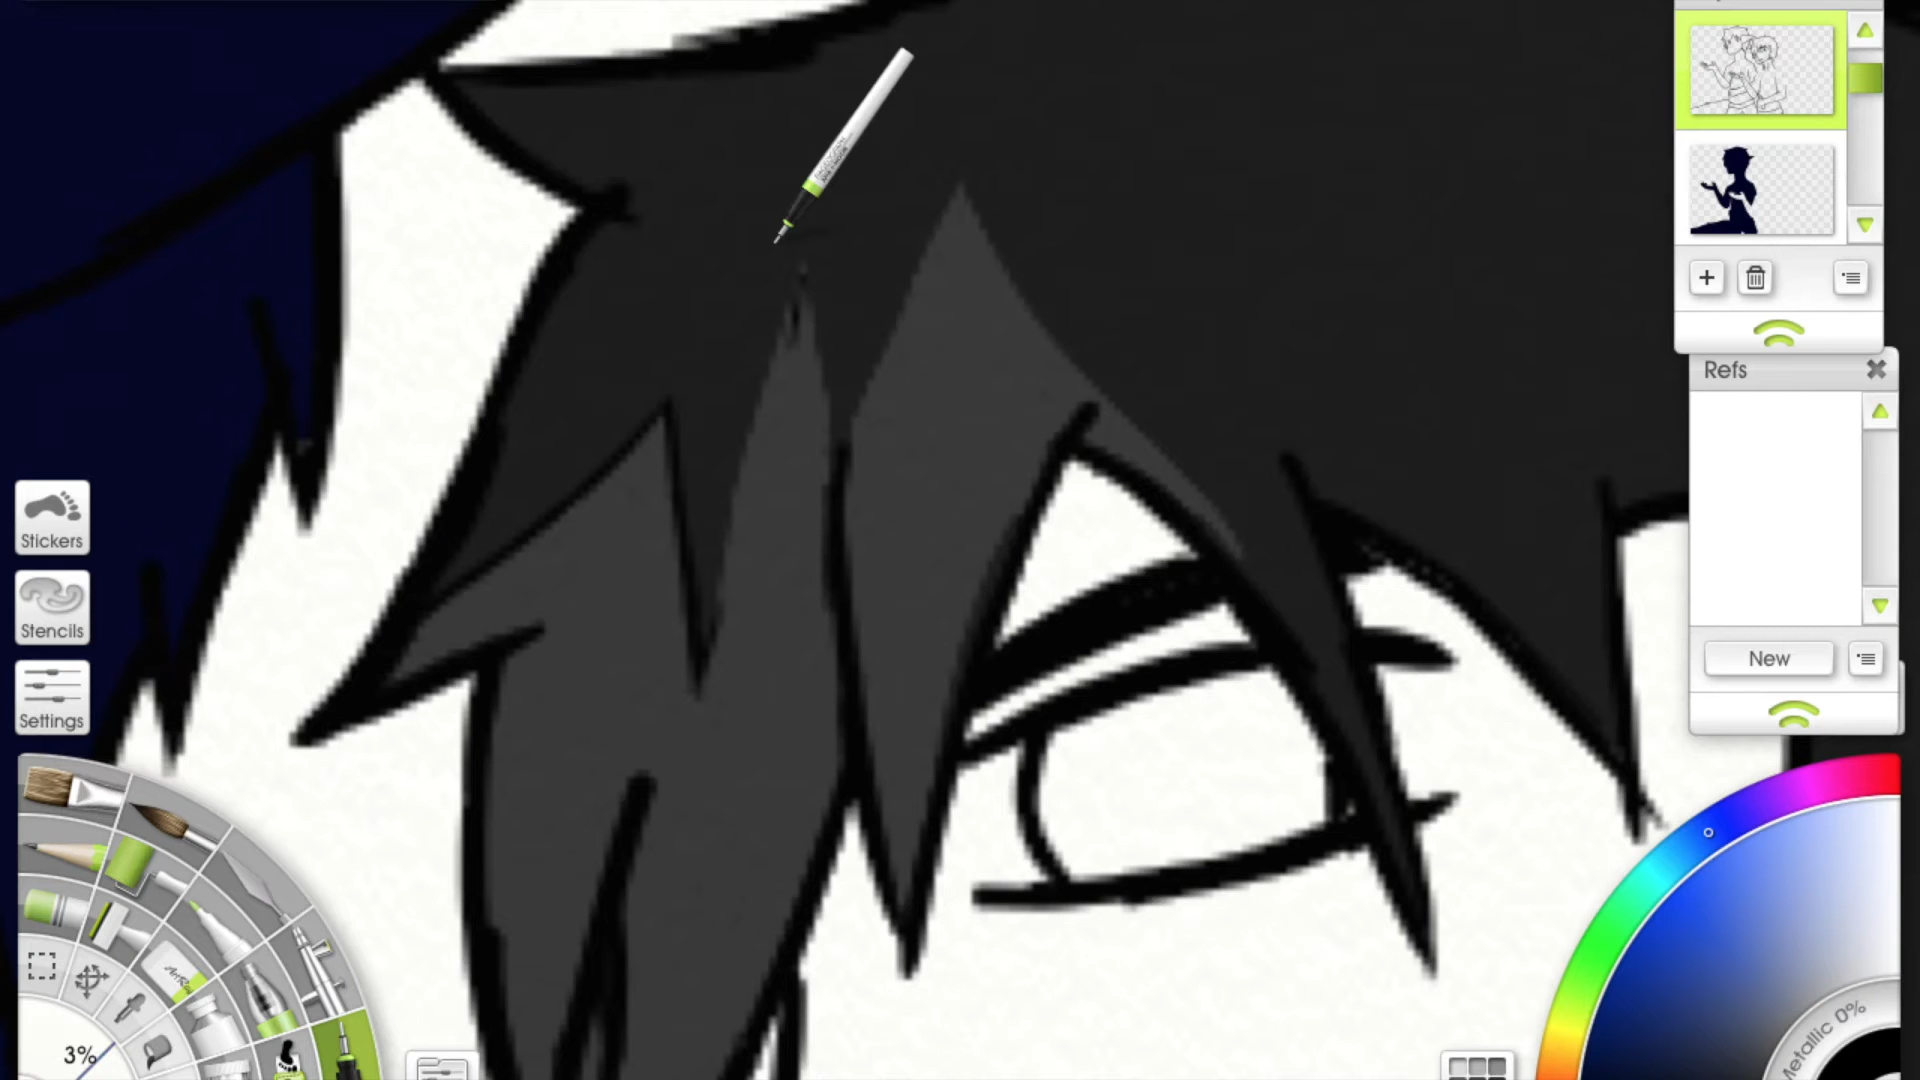 Refs
Stickers
Stencils
New
Settings
Metallic 0%
3%